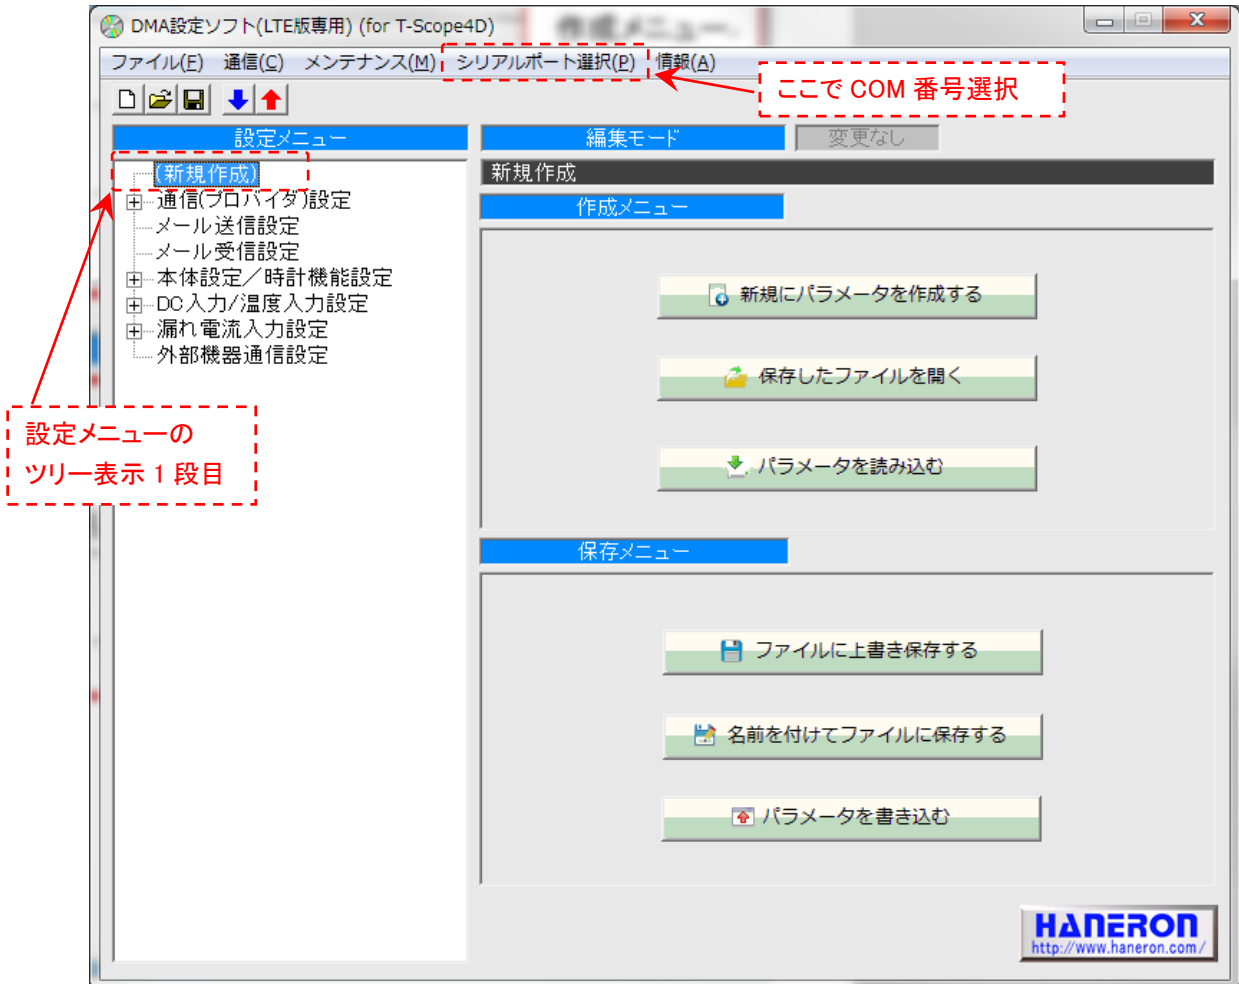 DMA設定ソフト(LTE版専用) (for T-Scope4D)
作成メニュー.
ファイル(F) 通信(C) メンテナンス(M) シリアルポート選択(P) 情報(A)
ここで COM 番号選択
設定メニュー
編集モード
変更なし
(新規作成)
通信(プロバイダ)設定
メール送信設定
メール受信設定
本体設定/時計機能設定
DC入力/温度入力設定
漏れ電流入力設定
外部機器通信設定
設定メニューの
ツリー表示 1 段目
新規作成
作成メニュー
新規にパラメータを作成する
保存したファイルを開く
パラメータを読み込む
保存メニュー
ファイルに上書き保存する
名前を付けてファイルに保存する
パラメータを書き込む
HANERON
http://www.haneron.com/